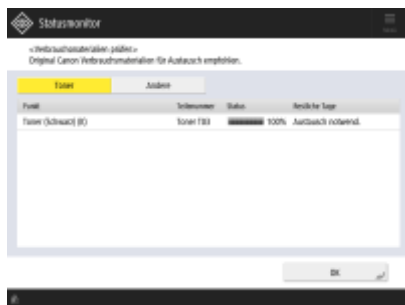 Statusmonitor
<Verbrauchsmaterialien prüfen>
Original Canon Verbrauchsmaterialien für Austausch empfohlen.
Toner Andere
Punkt Teilenummer Status Restliche Tage
Toner (Schwarz) (K) Toner T03 100% Austausch notwend.
OK